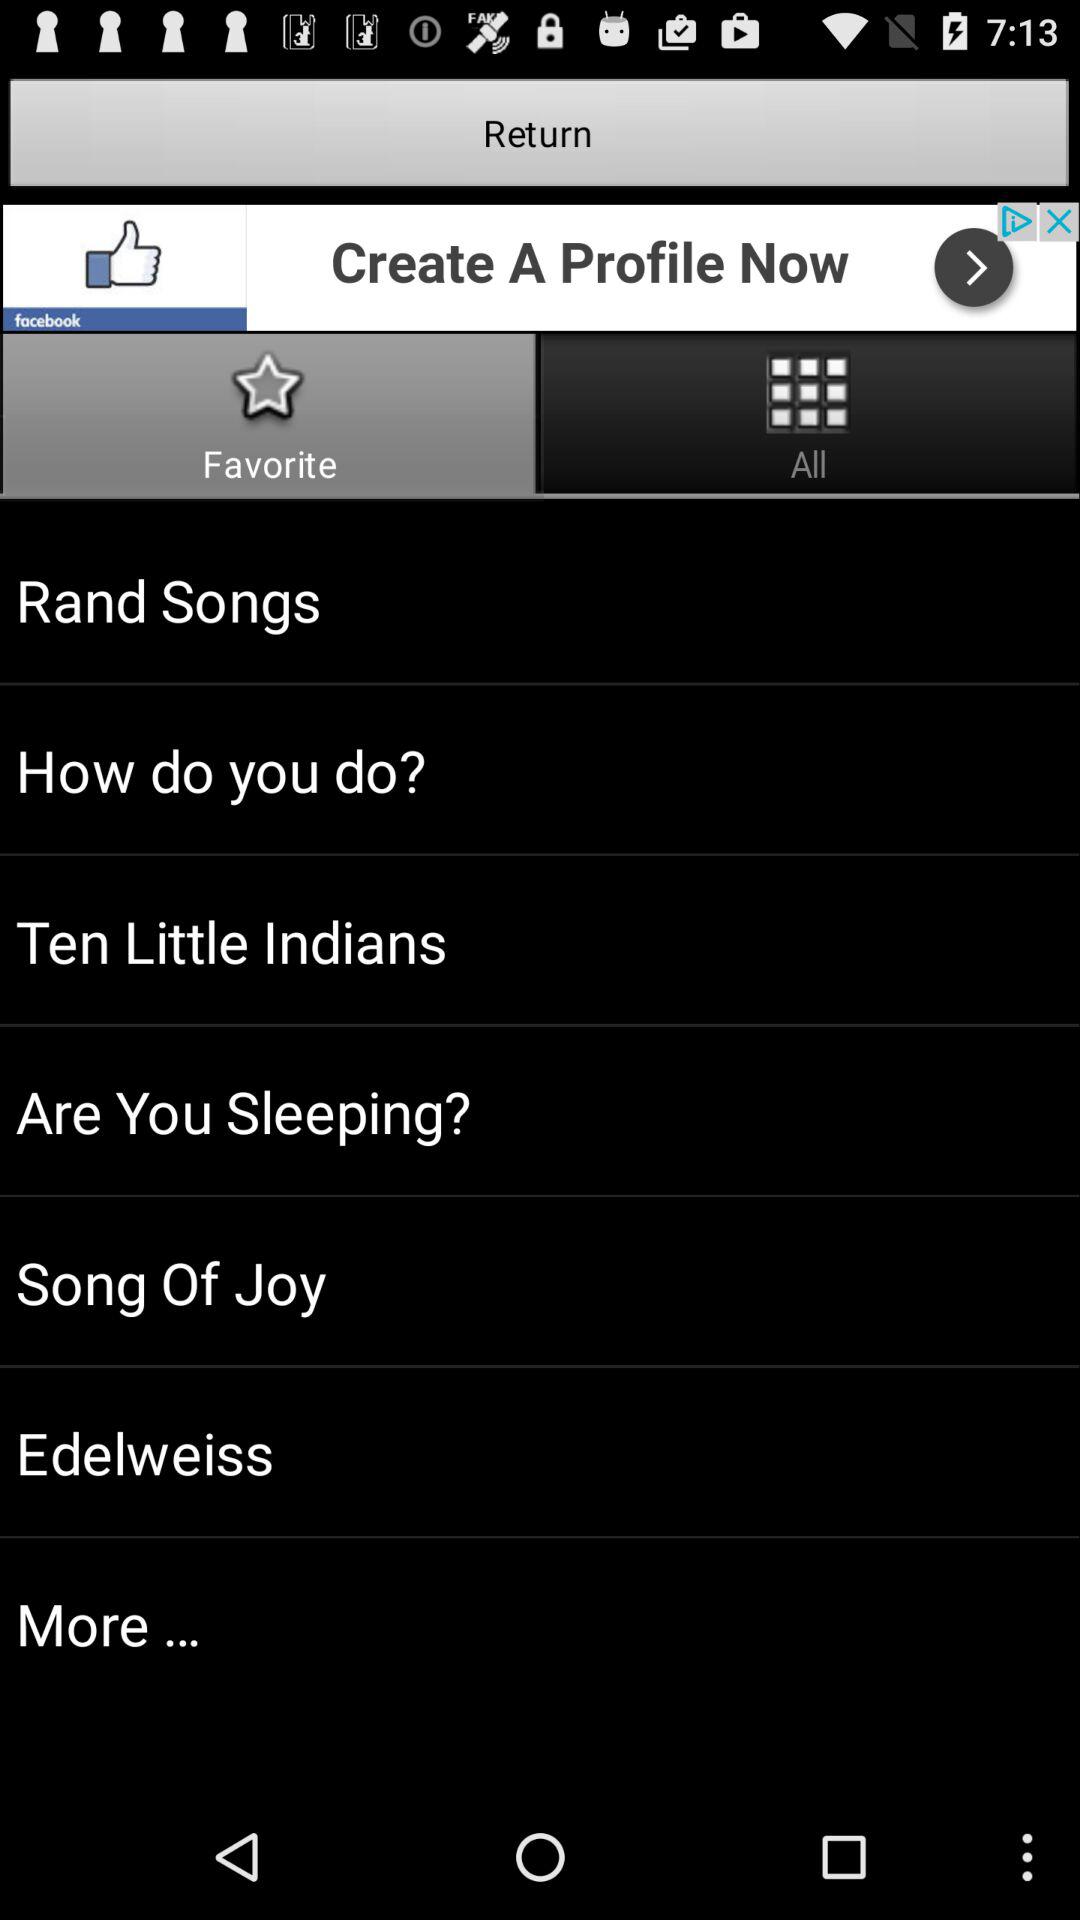 FAKE
7:13
Return
Create A Profile Now
facebook
Favorite
All
Rand Songs
How do you do?
Ten Little Indians
Are You Sleeping?
Song Of Joy
Edelweiss
More ...